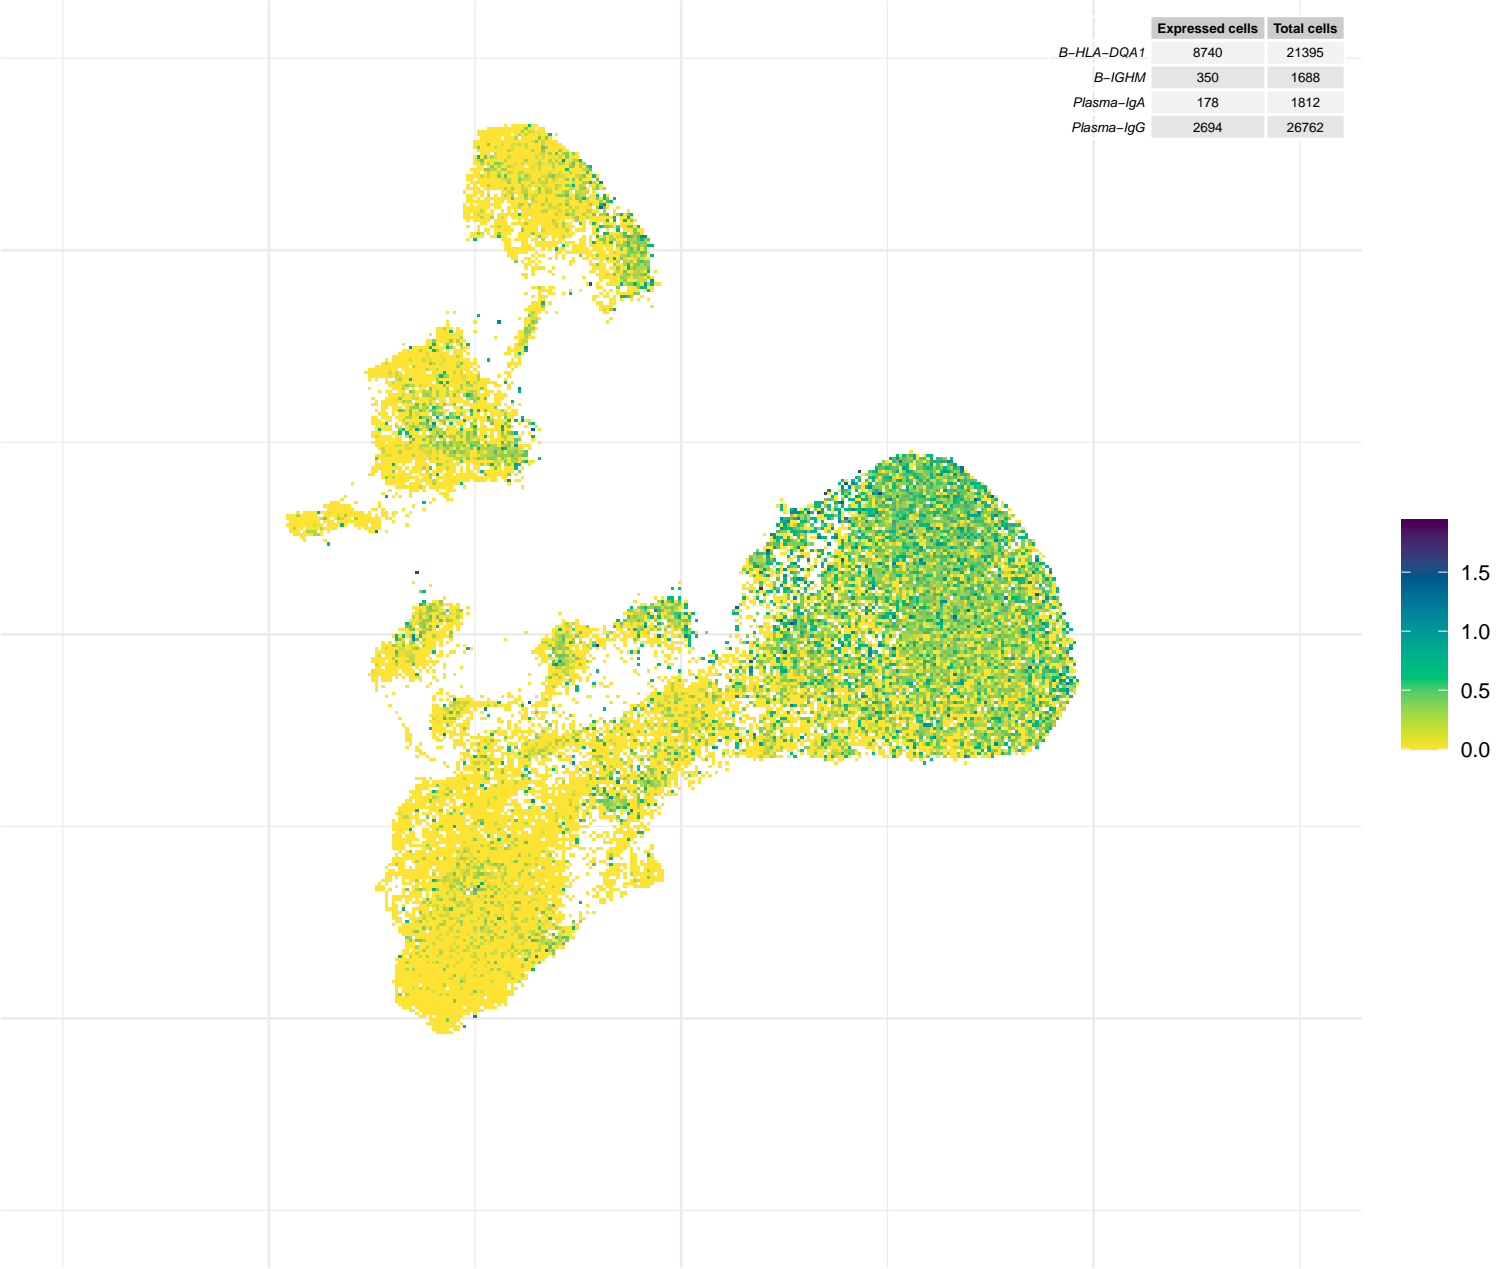 Expressed cells Total cells
B−HLA−DQA1 8740 21395
B−IGHM 350 1688
Plasma−IgA 178 1812
Plasma−IgG 2694 26762
1.5
1.0
0.5
0.0